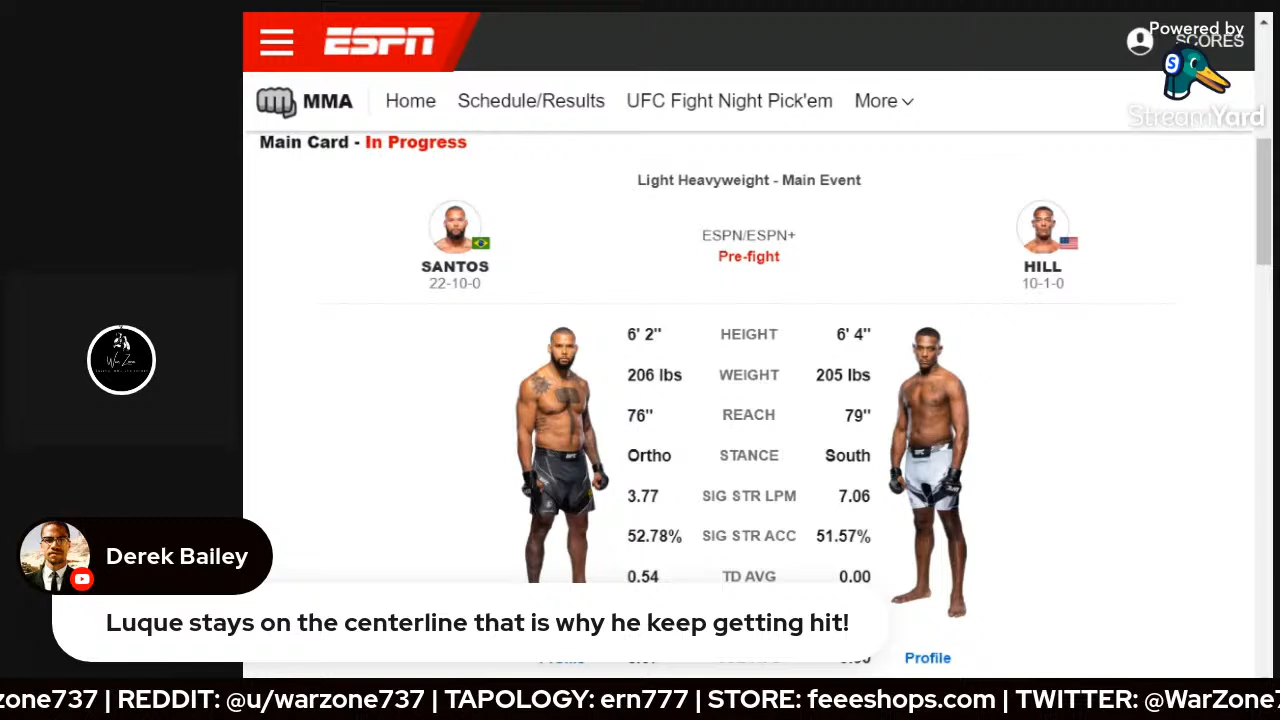 ESPN
Powered by
SCORES
StreamYard
MMA
Home
Schedule/Results
UFC Fight Night Pick'em
More
Main Card - In Progress
Light Heavyweight - Main Event
ESPN/ESPN+
Pre-fight
SANTOS
22-10-0
HILL
10-1-0
6' 2" HEIGHT 6' 4"
206 lbs WEIGHT 205 lbs
76" REACH 79"
Ortho STANCE South
3.77 SIG STR LPM 7.06
52.78% SIG STR ACC 51.57%
0.54 TD AVG 0.00
Profile
War Zone
Derek Bailey
Luque stays on the centerline that is why he keep getting hit!
zone737 | REDDIT: @u/warzone737 | TAPOLOGY: ern777 | STORE: feeeshops.com | TWITTER: @WarZone7